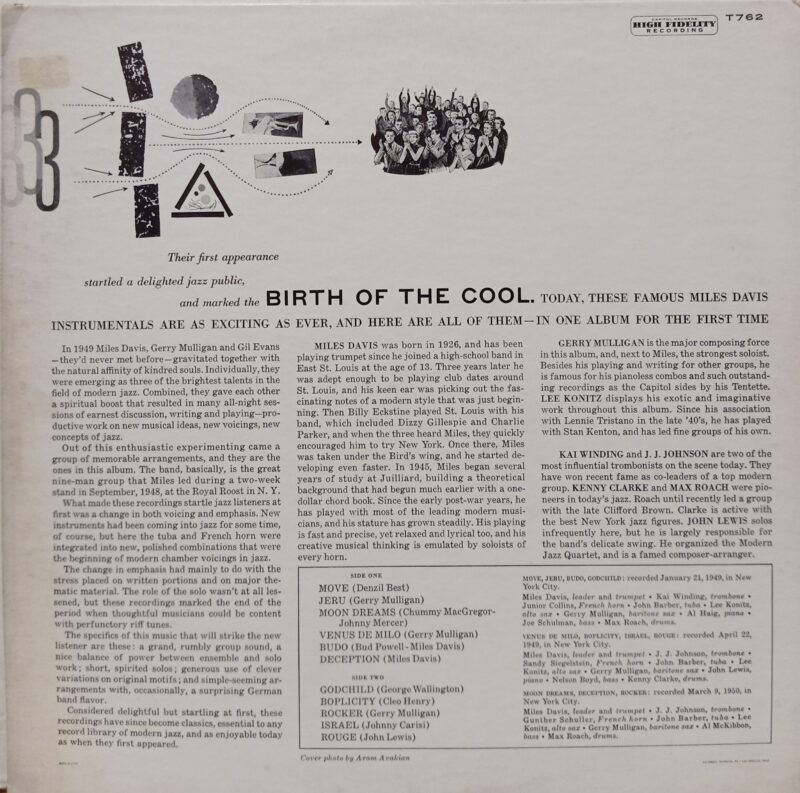 CAPITOL RECORDS
HIGH FIDELITY
RECORDING
T762
33
Their first appearance
startled a delighted jazz public,
and marked the BIRTH OF THE COOL. TODAY, THESE FAMOUS MILES DAVIS
INSTRUMENTALS ARE AS EXCITING AS EVER, AND HERE ARE ALL OF THEM—IN ONE ALBUM FOR THE FIRST TIME
In 1949 Miles Davis, Gerry Mulligan and Gil Evans
—they'd never met before—gravitated together with
the natural affinity of kindred souls. Individually, they
were emerging as three of the brightest talents in the
field of modern jazz. Combined, they gave each other
a spiritual boost that resulted in many all-night ses-
sions of earnest discussion, writing and playing—pro-
ductive work on new musical ideas, new voicings, new
concepts of jazz.
Out of this enthusiastic experimenting came a
group of memorable arrangements, and they are the
ones in this album. The band, basically, is the great
nine-man group that Miles led during a two-week
stand in September, 1948, at the Royal Roost in N. Y.
What made these recordings startle jazz listeners at
first was a change in both voicing and emphasis. New
instruments had been coming into jazz for some time,
of course, but here the tuba and French horn were
integrated into new, polished combinations that were
the beginning of modern chamber voicings in jazz.
The change in emphasis had mainly to do with the
stress placed on written portions and on major the-
matic material. The role of the solo wasn't at all les-
sened, but these recordings marked the end of the
period when thoughtful musicians could be content
with perfunctory riff tunes.
The specifics of this music that will strike the new
listener are these: a grand, rumbly group sound, a
nice balance of power between ensemble and solo
work; short, spirited solos; generous use of clever
variations on original motifs; and simple-seeming ar-
rangements with, occasionally, a surprising German
band flavor.
Considered delightful but startling at first, these
recordings have since become classics, essential to any
record library of modern jazz, and as enjoyable today
as when they first appeared.
MILES DAVIS was born in 1926, and has been
playing trumpet since he joined a high-school band in
East St. Louis at the age of 13. Three years later he
was adept enough to be playing club dates around
St. Louis, and his keen ear was picking out the fas-
cinating notes of a modern style that was just begin-
ning. Then Billy Eckstine played St. Louis with his
band, which included Dizzy Gillespie and Charlie
Parker, and when the three heard Miles, they quickly
encouraged him to try New York. Once there, Miles
was taken under the Bird's wing, and he started de-
veloping even faster. In 1945, Miles began several
years of study at Juilliard, building a theoretical
background that had begun much earlier with a one-
dollar chord book. Since the early post-war years, he
has played with most of the leading modern musi-
cians, and his stature has grown steadily. His playing
is fast and precise, yet relaxed and lyrical too, and his
creative musical thinking is emulated by soloists of
every horn.
GERRY MULLIGAN is the major composing force
in this album, and, next to Miles, the strongest soloist.
Besides his playing and writing for other groups, he
is famous for his pianoless combos and such outstand-
ing recordings as the Capitol sides by his Tentette.
LEE KONITZ displays his exotic and imaginative
work throughout this album. Since his association
with Lennie Tristano in the late '40's, he has played
with Stan Kenton, and has led fine groups of his own.
KAI WINDING and J. J. JOHNSON are two of the
most influential trombonists on the scene today. They
have won recent fame as co-leaders of a top modern
group. KENNY CLARKE and MAX ROACH were pio-
neers in today's jazz. Roach until recently led a group
with the late Clifford Brown. Clarke is active with
the best New York jazz figures. JOHN LEWIS solos
infrequently here, but he is largely responsible for
the band's delicate swing. He organized the Modern
Jazz Quartet, and is a famed composer-arranger.
SIDE ONE
MOVE (Denzil Best)
JERU (Gerry Mulligan)
MOON DREAMS (Chummy MacGregor-
Johnny Mercer)
VENUS DE MILO (Gerry Mulligan)
BUDO (Bud Powell-Miles Davis)
DECEPTION (Miles Davis)
SIDE TWO
GODCHILD (George Wallington)
BOPLICITY (Cleo Henry)
ROCKER (Gerry Mulligan)
ISRAEL (Johnny Carisi)
ROUGE (John Lewis)
MOVE, JERU, BUDO, GODCHILD: recorded January 21, 1949, in New
York City.
Miles Davis, leader and trumpet • Kai Winding, trombone •
Junior Collins, French horn • John Barber, tuba • Lee Konitz,
alto sax • Gerry Mulligan, baritone sax • Al Haig, piano •
Joe Schulman, bass • Max Roach, drums.
VENUS DE MILO, BOPLICITY, ISRAEL, ROUGE: recorded April 22,
1949, in New York City.
Miles Davis, leader and trumpet • J. J. Johnson, trombone •
Sandy Siegelstein, French horn • John Barber, tuba • Lee
Konitz, alto sax • Gerry Mulligan, baritone sax • John Lewis,
piano • Nelson Boyd, bass • Kenny Clarke, drums.
MOON DREAMS, DECEPTION, ROCKER: recorded March 9, 1950, in
New York City.
Miles Davis, leader and trumpet • J. J. Johnson, trombone •
Gunther Schuller, French horn • John Barber, tuba • Lee
Konitz, alto sax • Gerry Mulligan, baritone sax • Al McKibbon,
bass • Max Roach, drums.
Cover photo by Aram Avakian